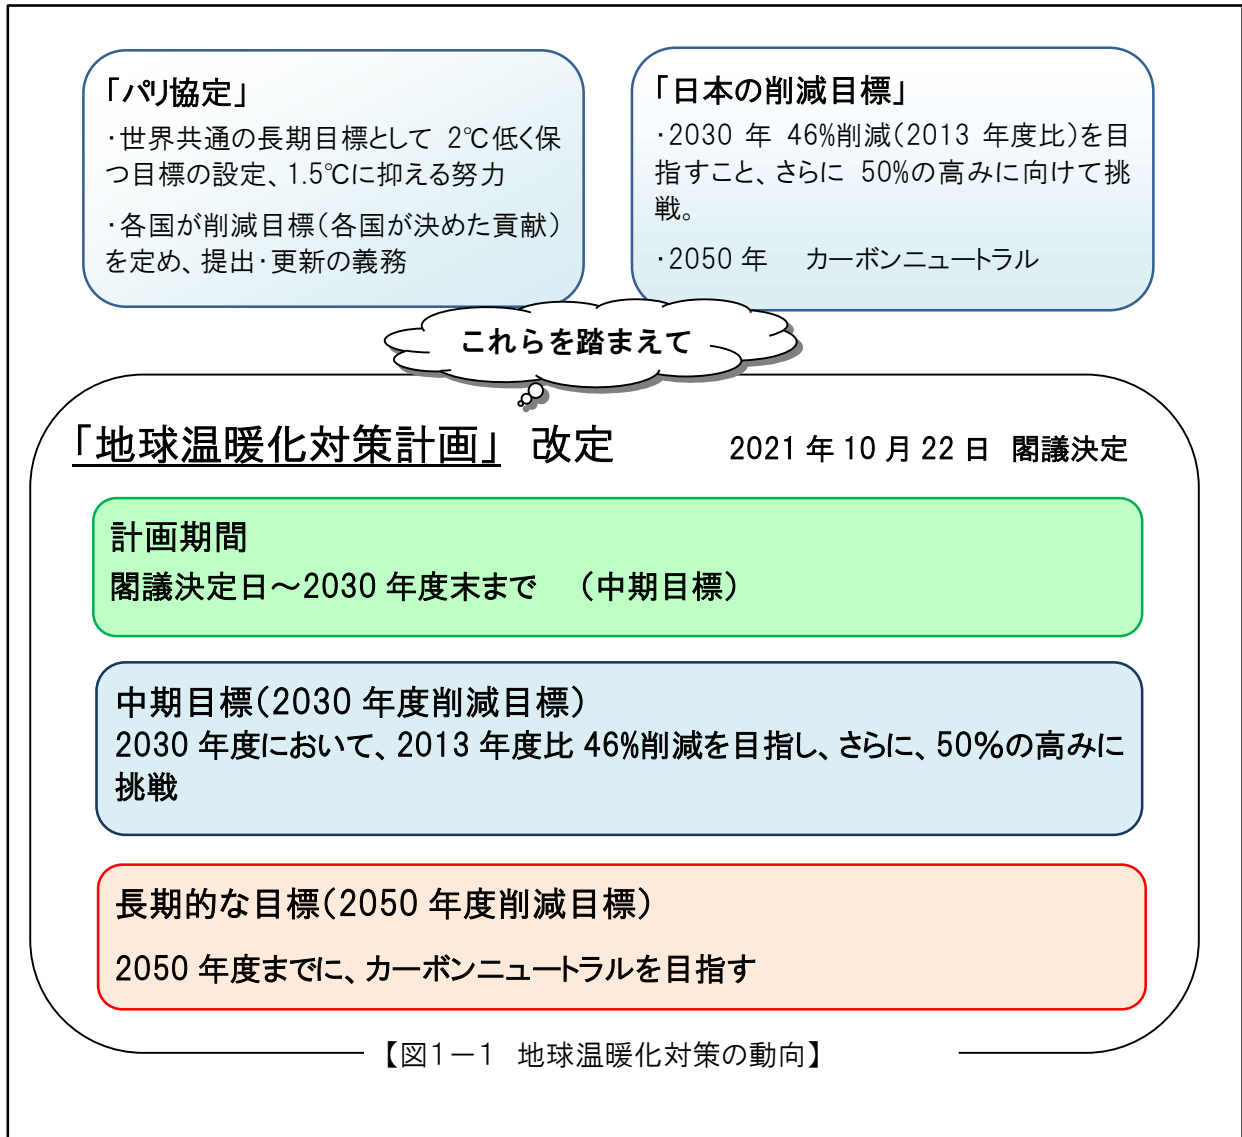 「パリ協定」
・世界共通の長期目標として 2℃低く保
つ目標の設定、1.5℃に抑える努力
・各国が削減目標（各国が決めた貢献）
を定め、提出・更新の義務
「日本の削減目標」
・2030 年 46%削減（2013 年度比）を目
指すこと、さらに 50%の高みに向けて挑
戦。
・2050 年　カーボンニュートラル
これらを踏まえて
「地球温暖化対策計画」 改定　2021 年 10 月 22 日 閣議決定
計画期間
閣議決定日～2030 年度末まで　（中期目標）
中期目標（2030 年度削減目標）
2030 年度において、2013 年度比 46%削減を目指し、さらに、50%の高みに
挑戦
長期的な目標（2050 年度削減目標）
2050 年度までに、カーボンニュートラルを目指す
【図１－１　地球温暖化対策の動向】